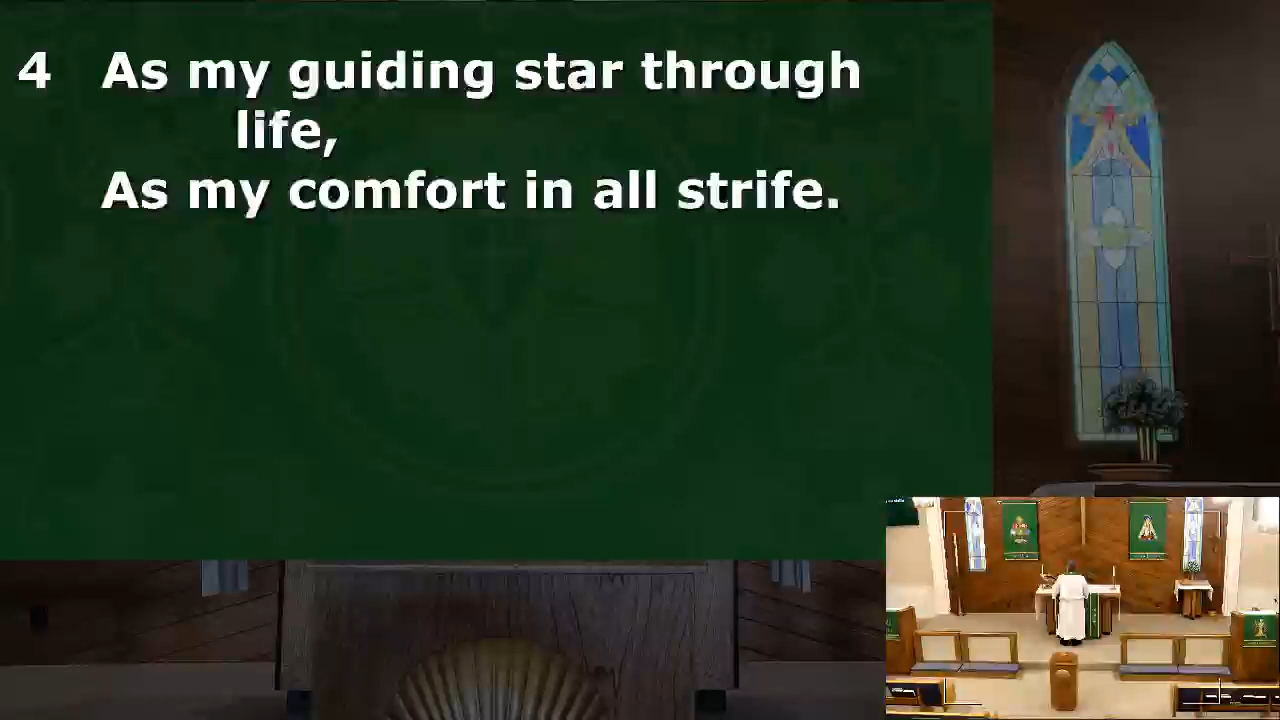 4 As my guiding star through
life,
As my comfort in all strife.